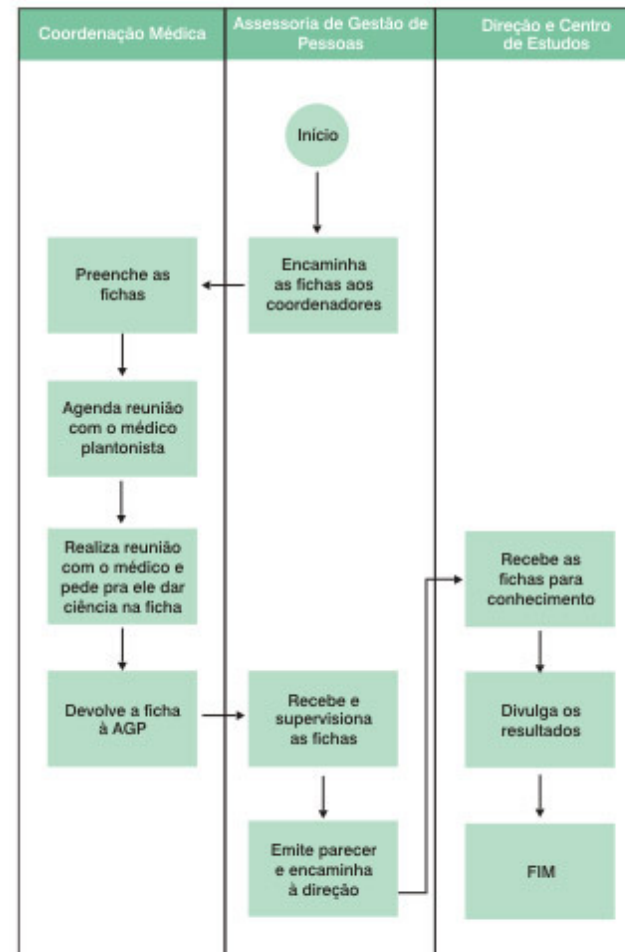 Coordenação Médica
Assessoria de Gestão de
Pessoas
Direção e Centro
de Estudos
Início
Encaminha
as fichas aos
coordenadores
Preenche as
fichas
Agenda reunião
com o médico
plantonista
Realiza reunião
com o médico e
pede pra ele dar
ciência na ficha
Devolve a ficha
à AGP
Recebe e
supervisiona
as fichas
Emite parecer
e encaminha
à direção
Recebe as
fichas para
conhecimento
Divulga os
resultados
FIM